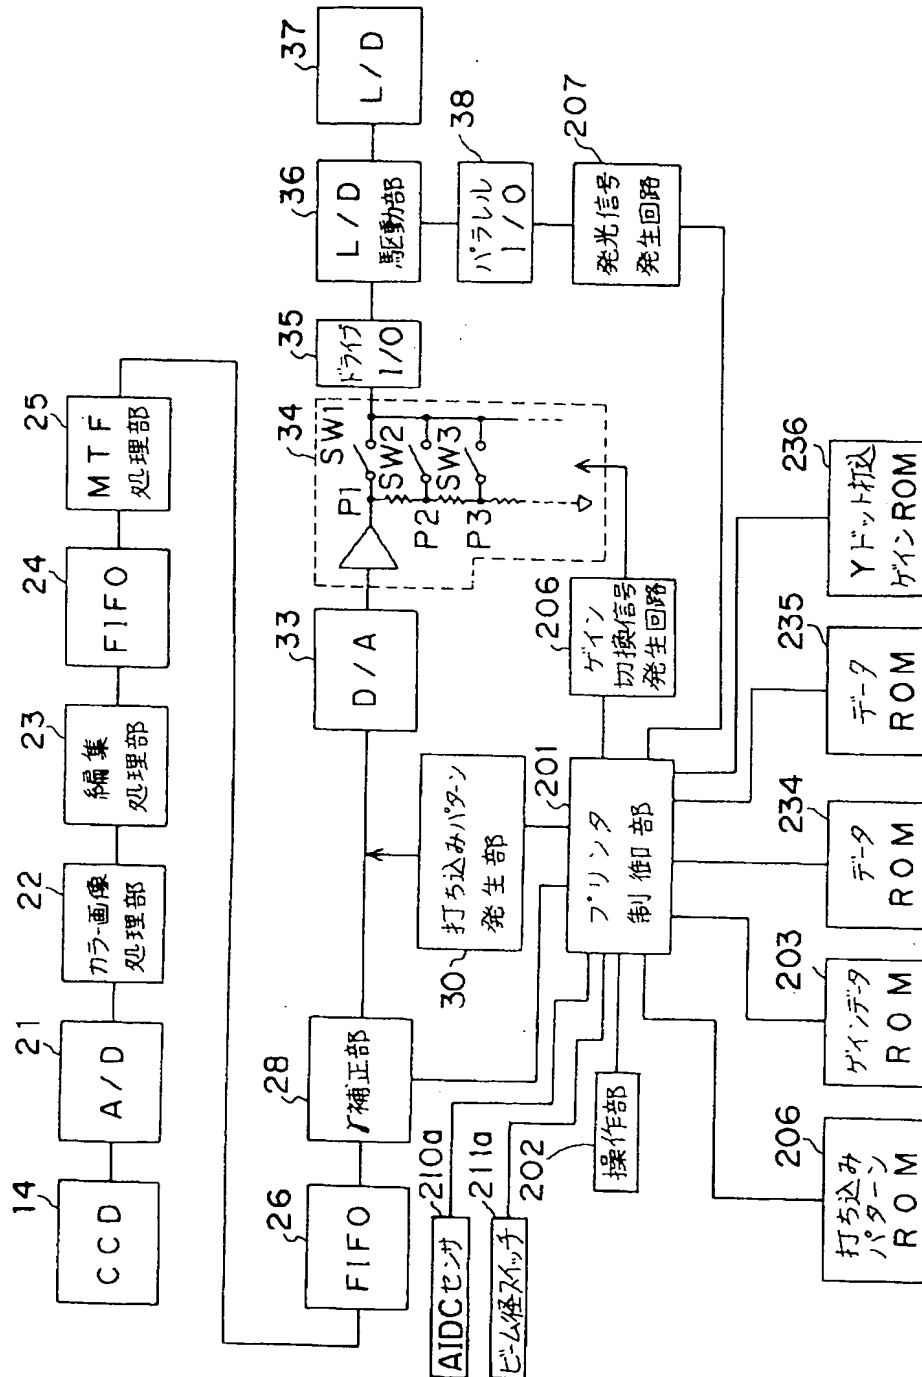 14
CCD
21
A/D
22
カラー画像
処理部
23
編集
処理部
24
FIFO
25
MTF
処理部
26
FIFO
28
γ補正部
33
D/A
34
SW1
SW2
SW3
P1
P2
P3
35
ドライブ
I/O
36
L/D
駆動部
37
L/D
38
パラレル
I/O
207
発光信号
発生回路
30
打ち込みパターン
発生部
206
ゲイン
切換信号
発生回路
201
プリンタ
制御部
210a
AIDCセンサ
211a
ビーム径スイッチ
202
操作部
206
打ち込み
パターン
ROM
203
ゲインデータ
ROM
234
データ
ROM
235
データ
ROM
236
Yドット打込
ゲインROM